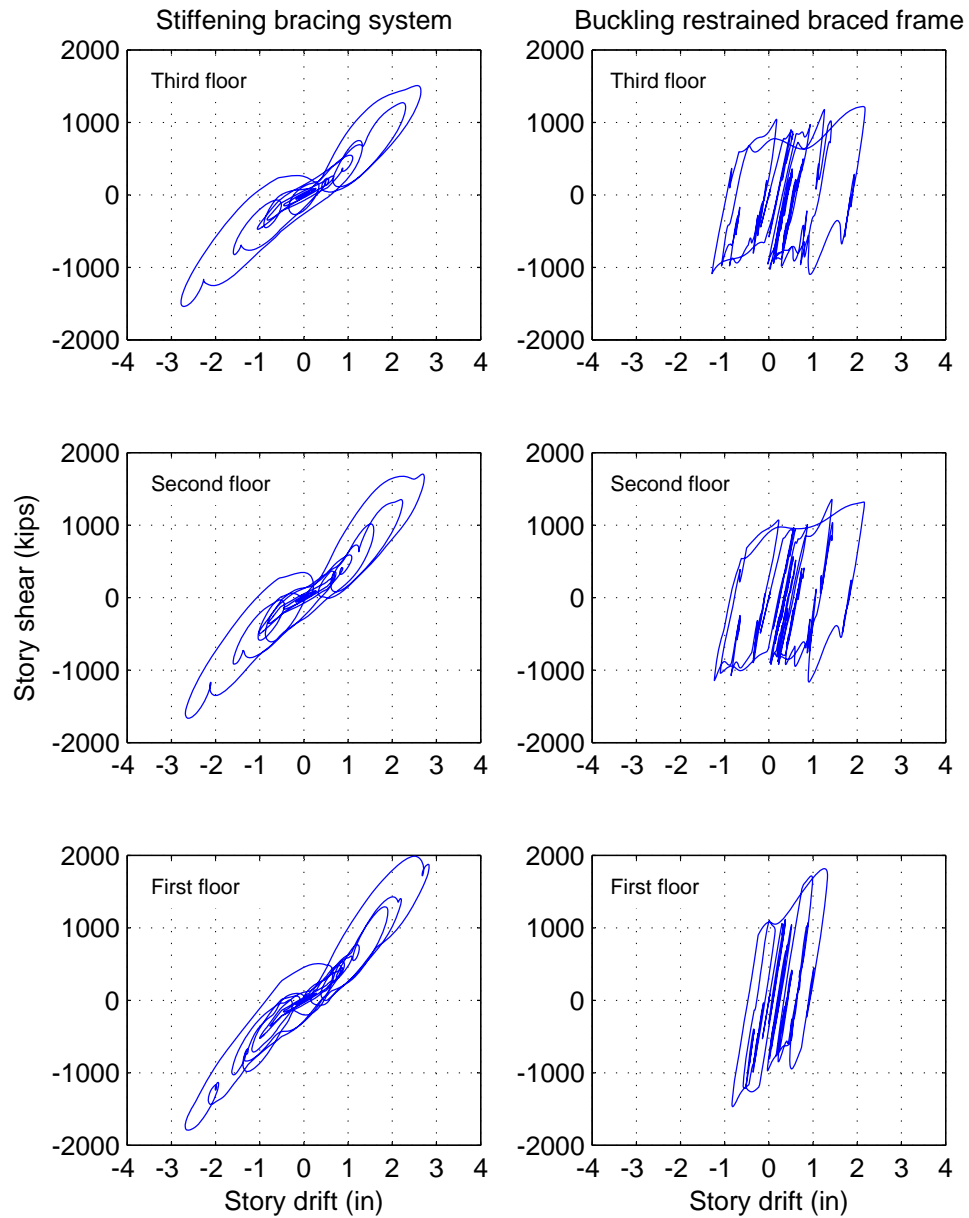 Stiffening bracing system
Buckling restrained braced frame
2000
1000
0
-1000
-2000
Third floor
-4 -3 -2 -1 0 1 2 3 4
2000
1000
0
-1000
-2000
Third floor
-4 -3 -2 -1 0 1 2 3 4
Story shear (kips)
2000
1000
0
-1000
-2000
Second floor
-4 -3 -2 -1 0 1 2 3 4
2000
1000
0
-1000
-2000
Second floor
-4 -3 -2 -1 0 1 2 3 4
2000
1000
0
-1000
-2000
First floor
-4 -3 -2 -1 0 1 2 3 4
Story drift (in)
2000
1000
0
-1000
-2000
First floor
-4 -3 -2 -1 0 1 2 3 4
Story drift (in)